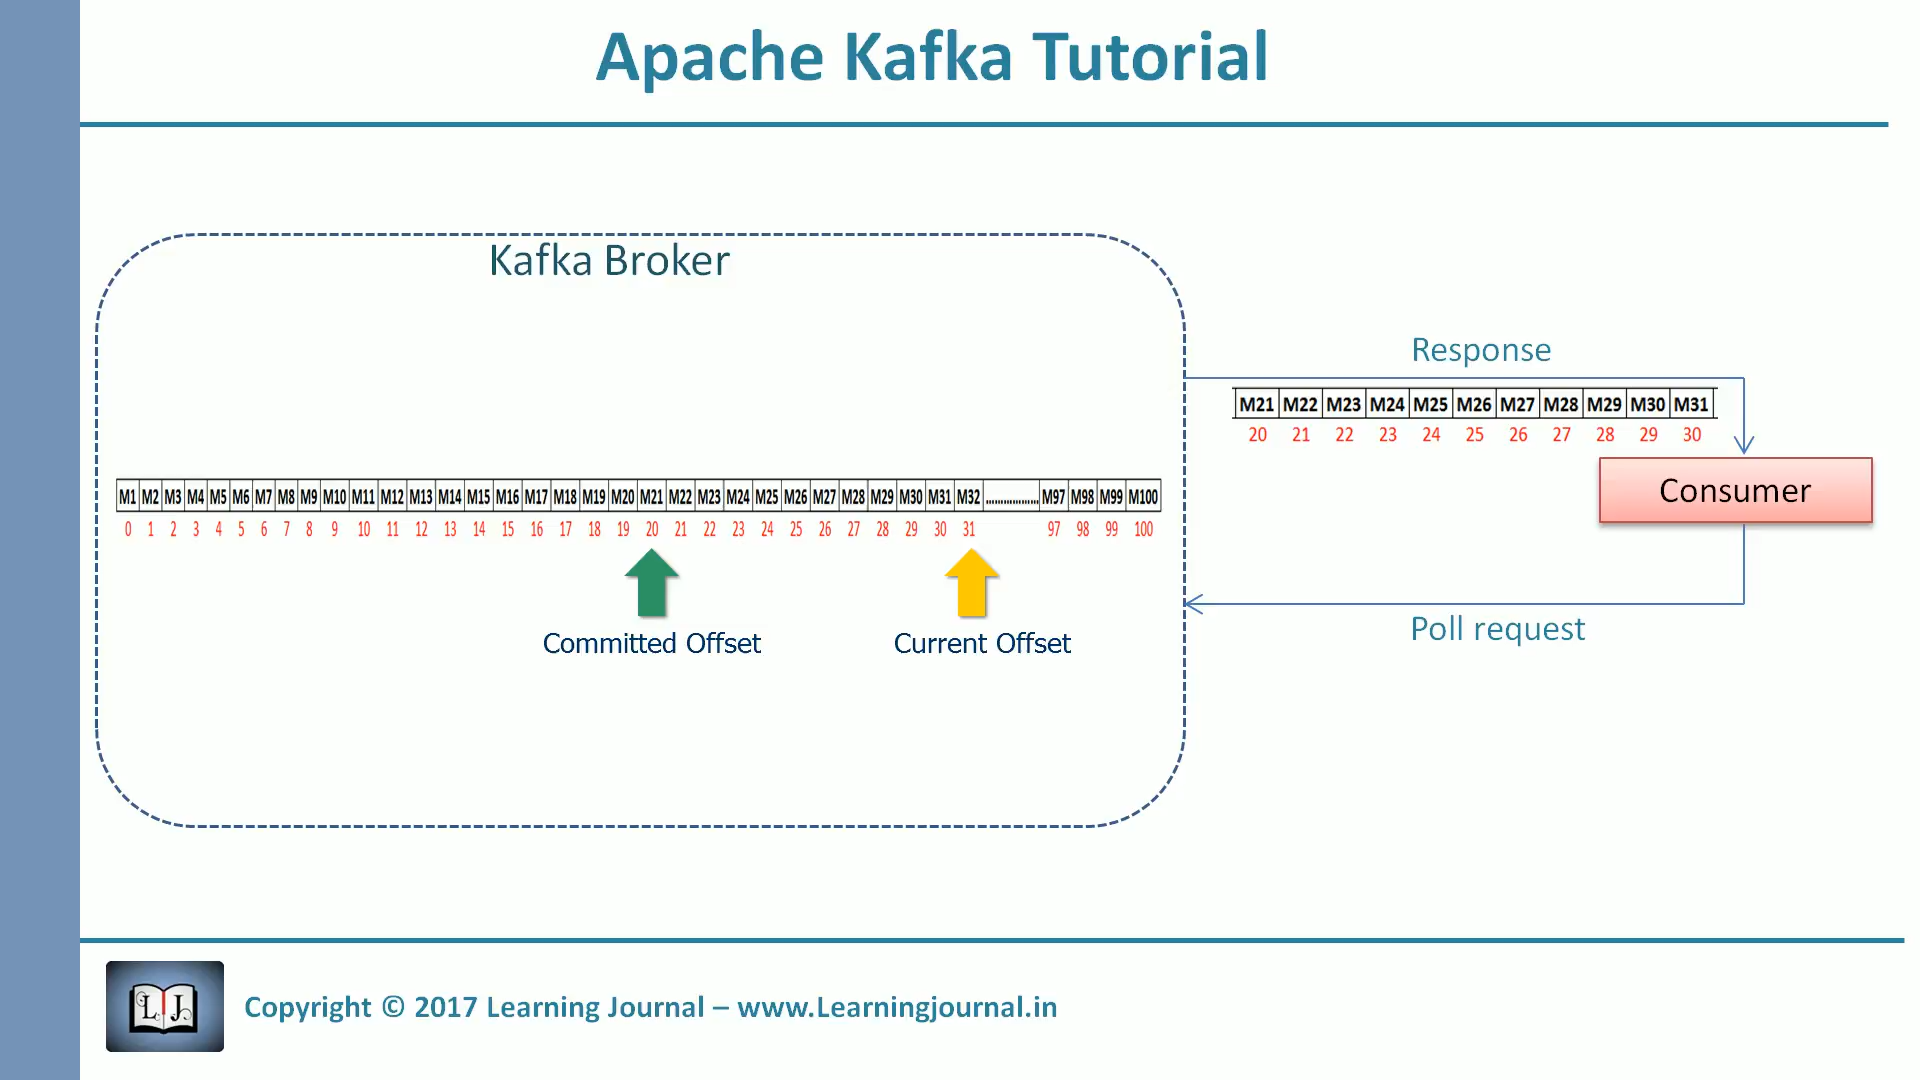 Apache Kafka Tutorial
Kafka Broker
M1 M2 M3 M4 M5 M6 M7 M8 M9 M10 M11 M12 M13 M14 M15 M16 M17 M18 M19 M20 M21 M22 M23 M24 M25 M26 M27 M28 M29 M30 M31 M32 .................. M97 M98 M99 M100
0 1 2 3 4 5 6 7 8 9 10 11 12 13 14 15 16 17 18 19 20 21 22 23 24 25 26 27 28 29 30 31 97 98 99 100
Committed Offset
Current Offset
Response
M21 M22 M23 M24 M25 M26 M27 M28 M29 M30 M31
20 21 22 23 24 25 26 27 28 29 30
Consumer
Poll request
LJ
Copyright © 2017 Learning Journal – www.Learningjournal.in